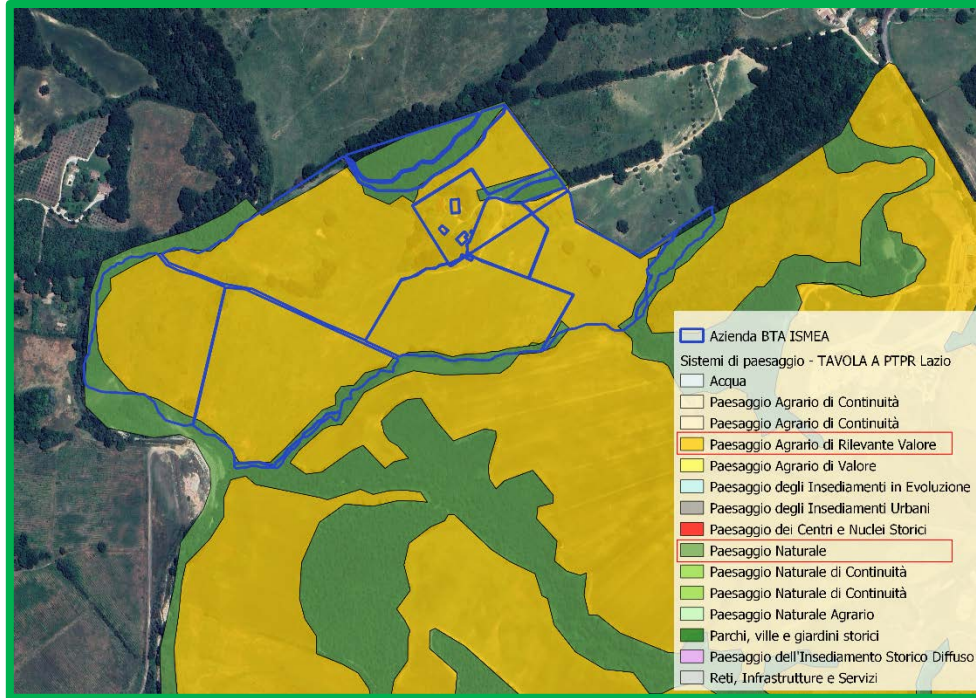 Azienda BTA ISMEA
Sistemi di paesaggio - TAVOLA A PTPR Lazio
Acqua
Paesaggio Agrario di Continuità
Paesaggio Agrario di Continuità
Paesaggio Agrario di Rilevante Valore
Paesaggio Agrario di Valore
Paesaggio degli Insediamenti in Evoluzione
Paesaggio degli Insediamenti Urbani
Paesaggio dei Centri e Nuclei Storici
Paesaggio Naturale
Paesaggio Naturale di Continuità
Paesaggio Naturale di Continuità
Paesaggio Naturale Agrario
Parchi, ville e giardini storici
Paesaggio dell'Insediamento Storico Diffuso
Reti, Infrastrutture e Servizi